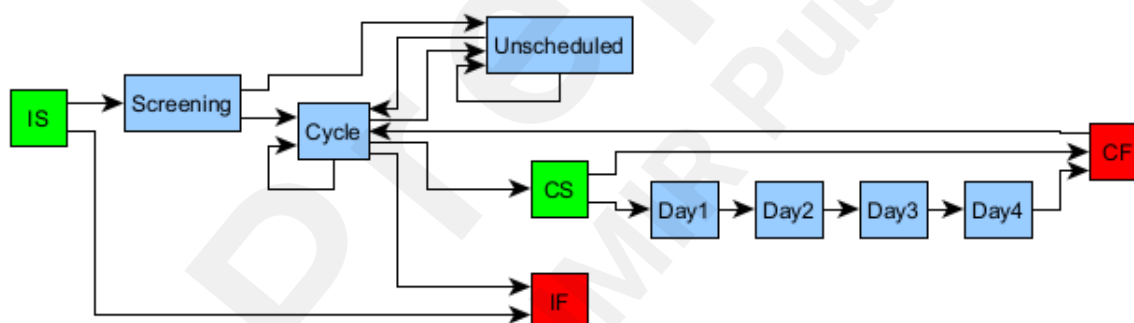 Unscheduled
Screening
IS
Cycle
CF
CS
Day1
Day2
Day3
Day4
IF